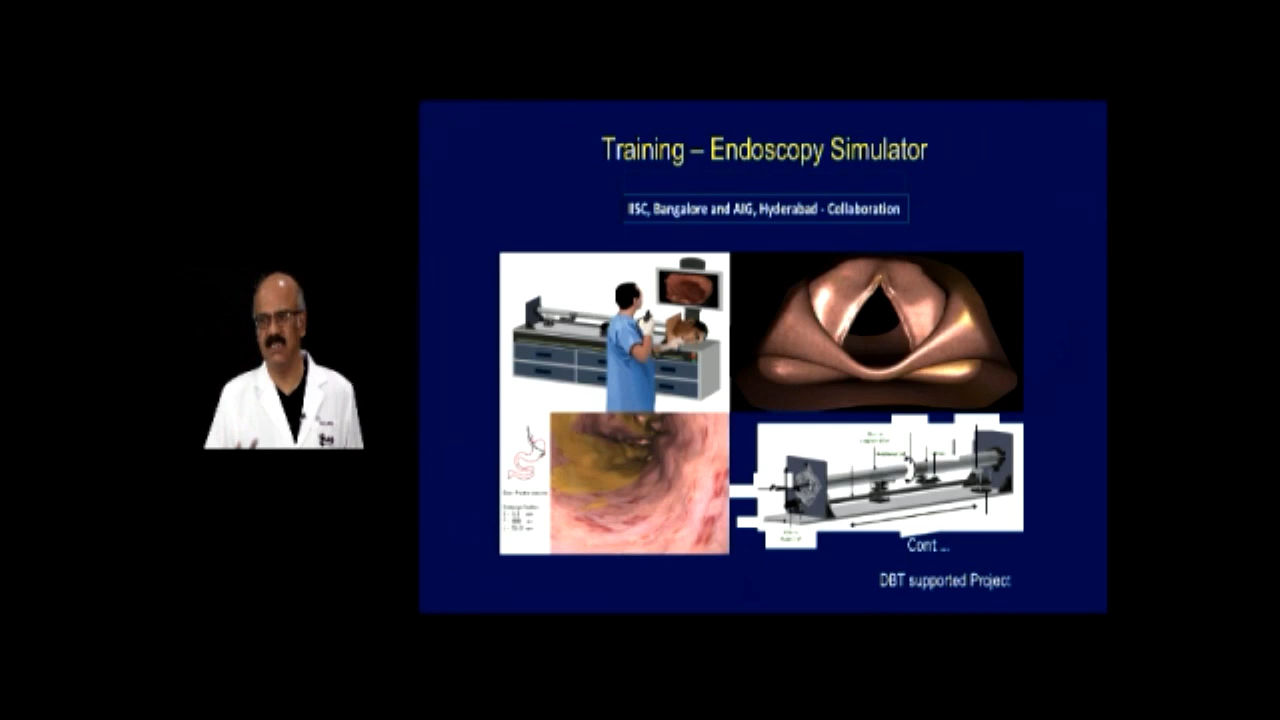 Training – Endoscopy Simulator
IISC, Bangalore and AIG, Hyderabad - Collaboration
Cont ...
DBT supported Project